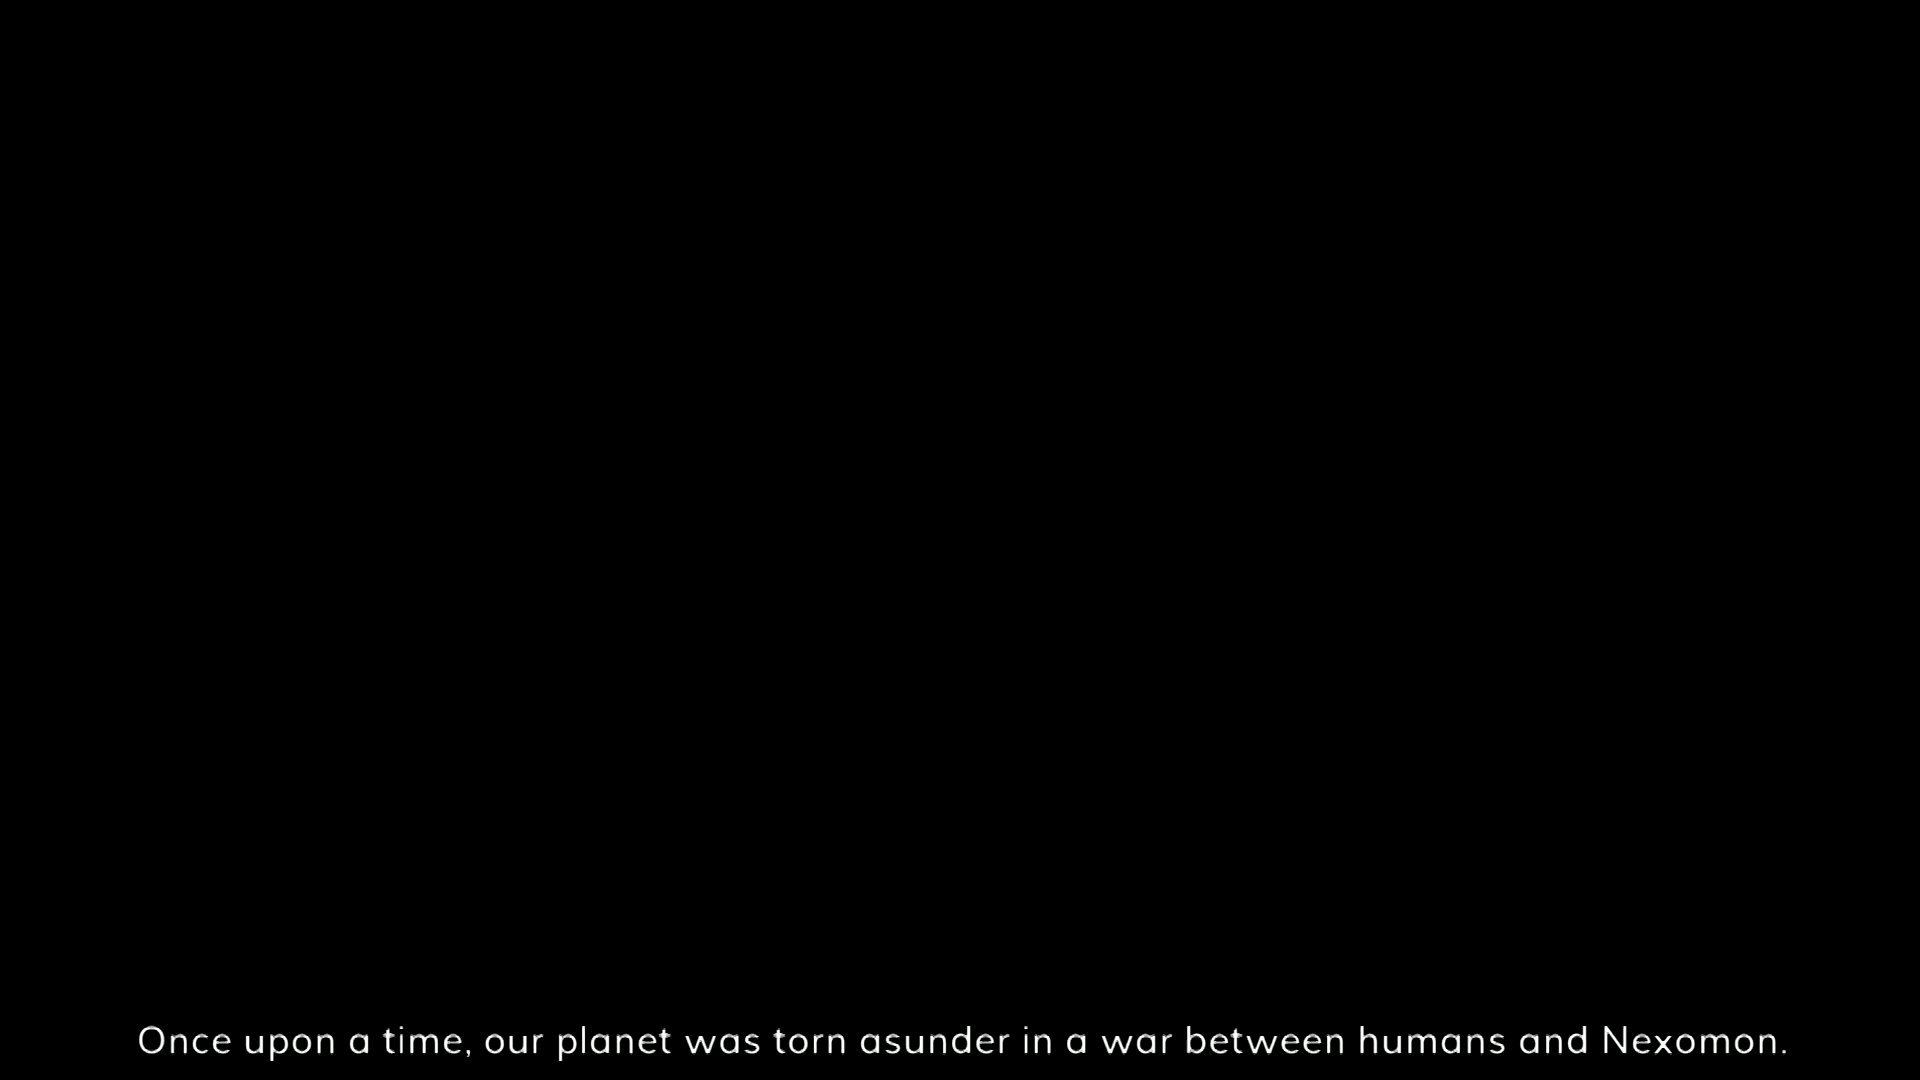 Once upon a time, our planet was torn asunder in a war between humans and Nexomon.